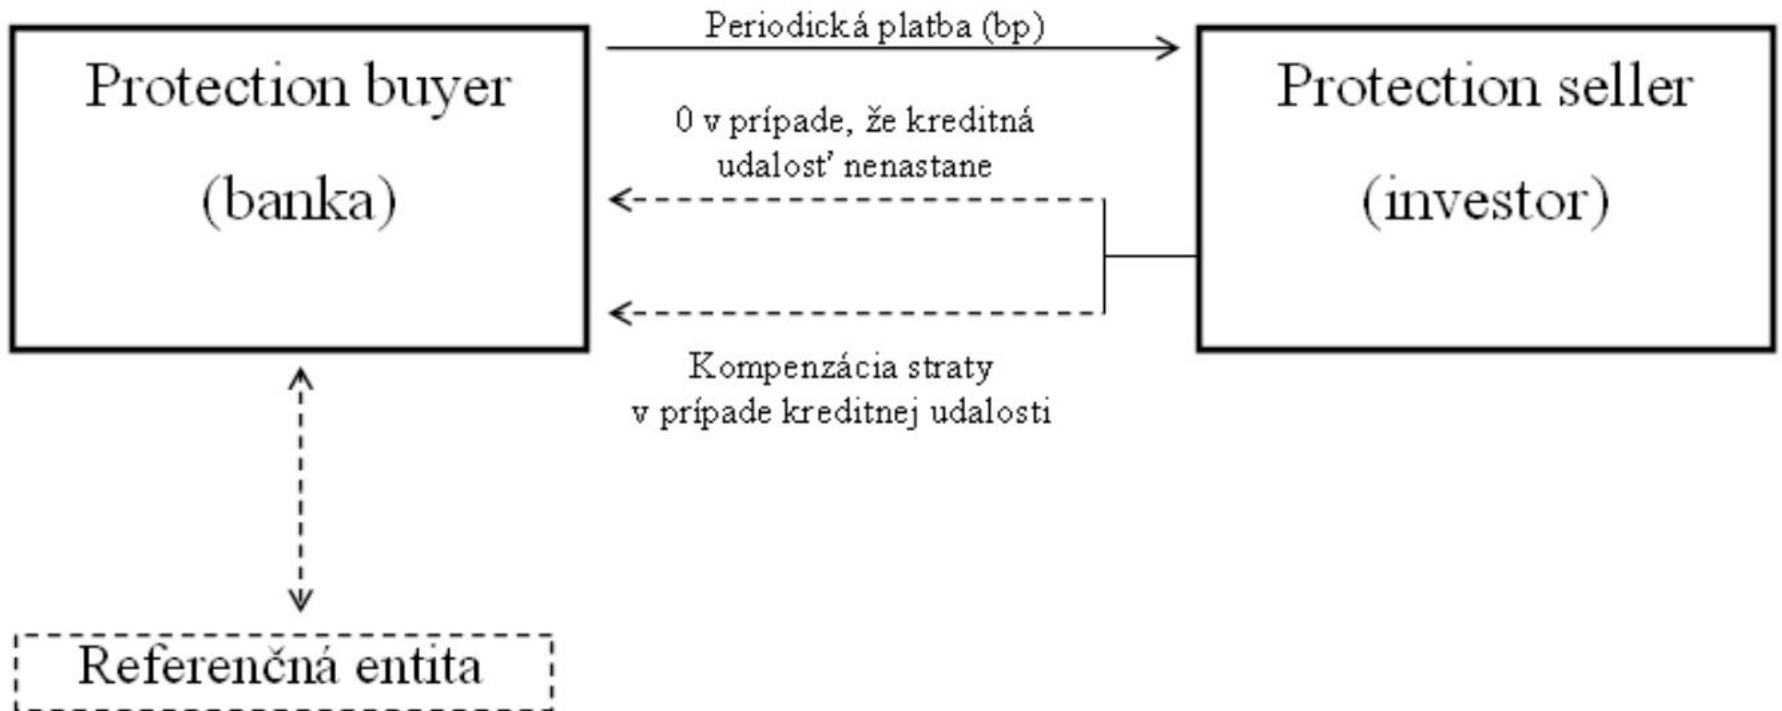 Periodická platba (bp)
Protection buyer
(banka)
0 v prípade, že kreditná
udalosť nenastane
Protection seller
(investor)
Kompenzácia straty
v prípade kreditnej udalosti
Referenčná entita